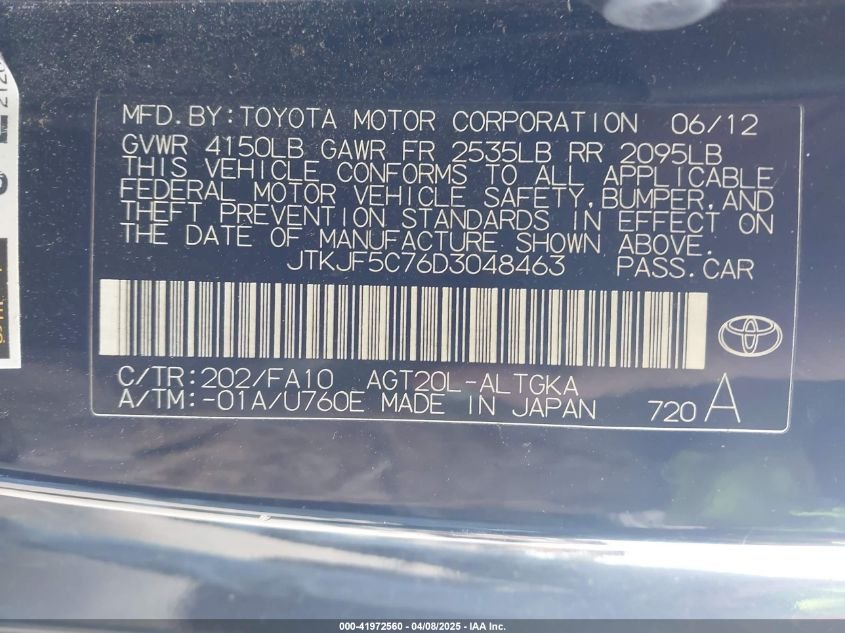 MFD. BY: TOYOTA MOTOR CORPORATION 06/12
GVWR 4150LB GAWR FR 2535LB RR 2095LB
THIS VEHICLE CONFORMS TO ALL APPLICABLE
FEDERAL MOTOR VEHICLE SAFETY, BUMPER, AND
THEFT PREVENTION STANDARDS IN EFFECT ON
THE DATE OF MANUFACTURE SHOWN ABOVE.
JTKJF5C76D3048463 PASS. CAR
C/TR: 202/FA10 AGT20L-ALTGKA
A/TM: -01A/U760E MADE IN JAPAN 720 A
000-41972560 - 04/08/2025 - IAA Inc.